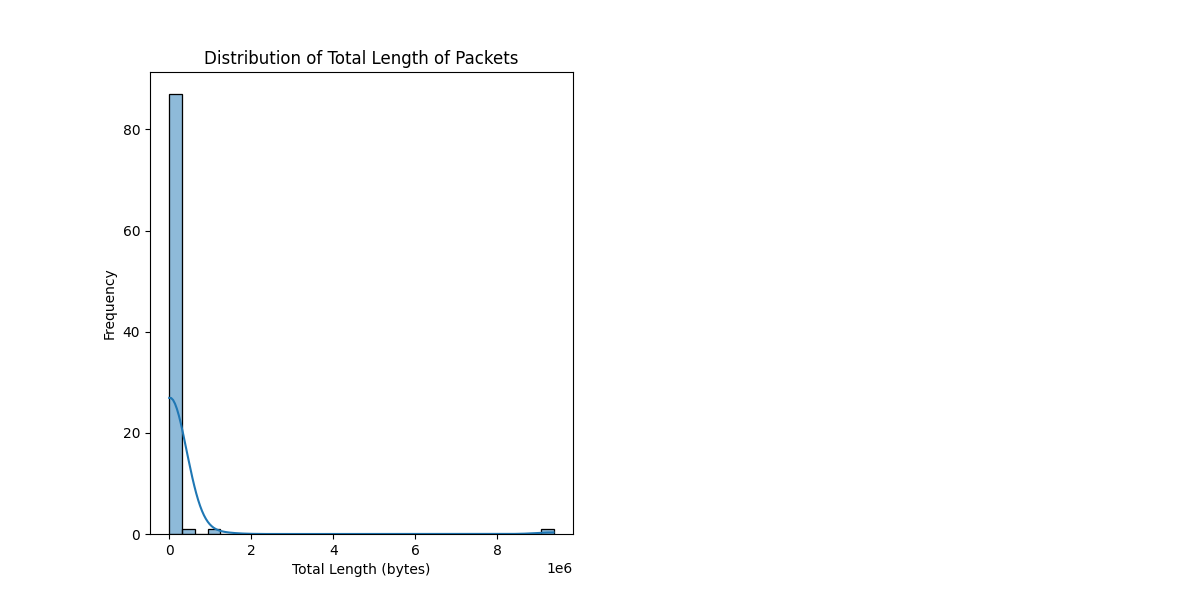 Distribution of Total Length of Packets
80
60
40
20
0
Frequency
0 2 4 6 8
1e6
Total Length (bytes)